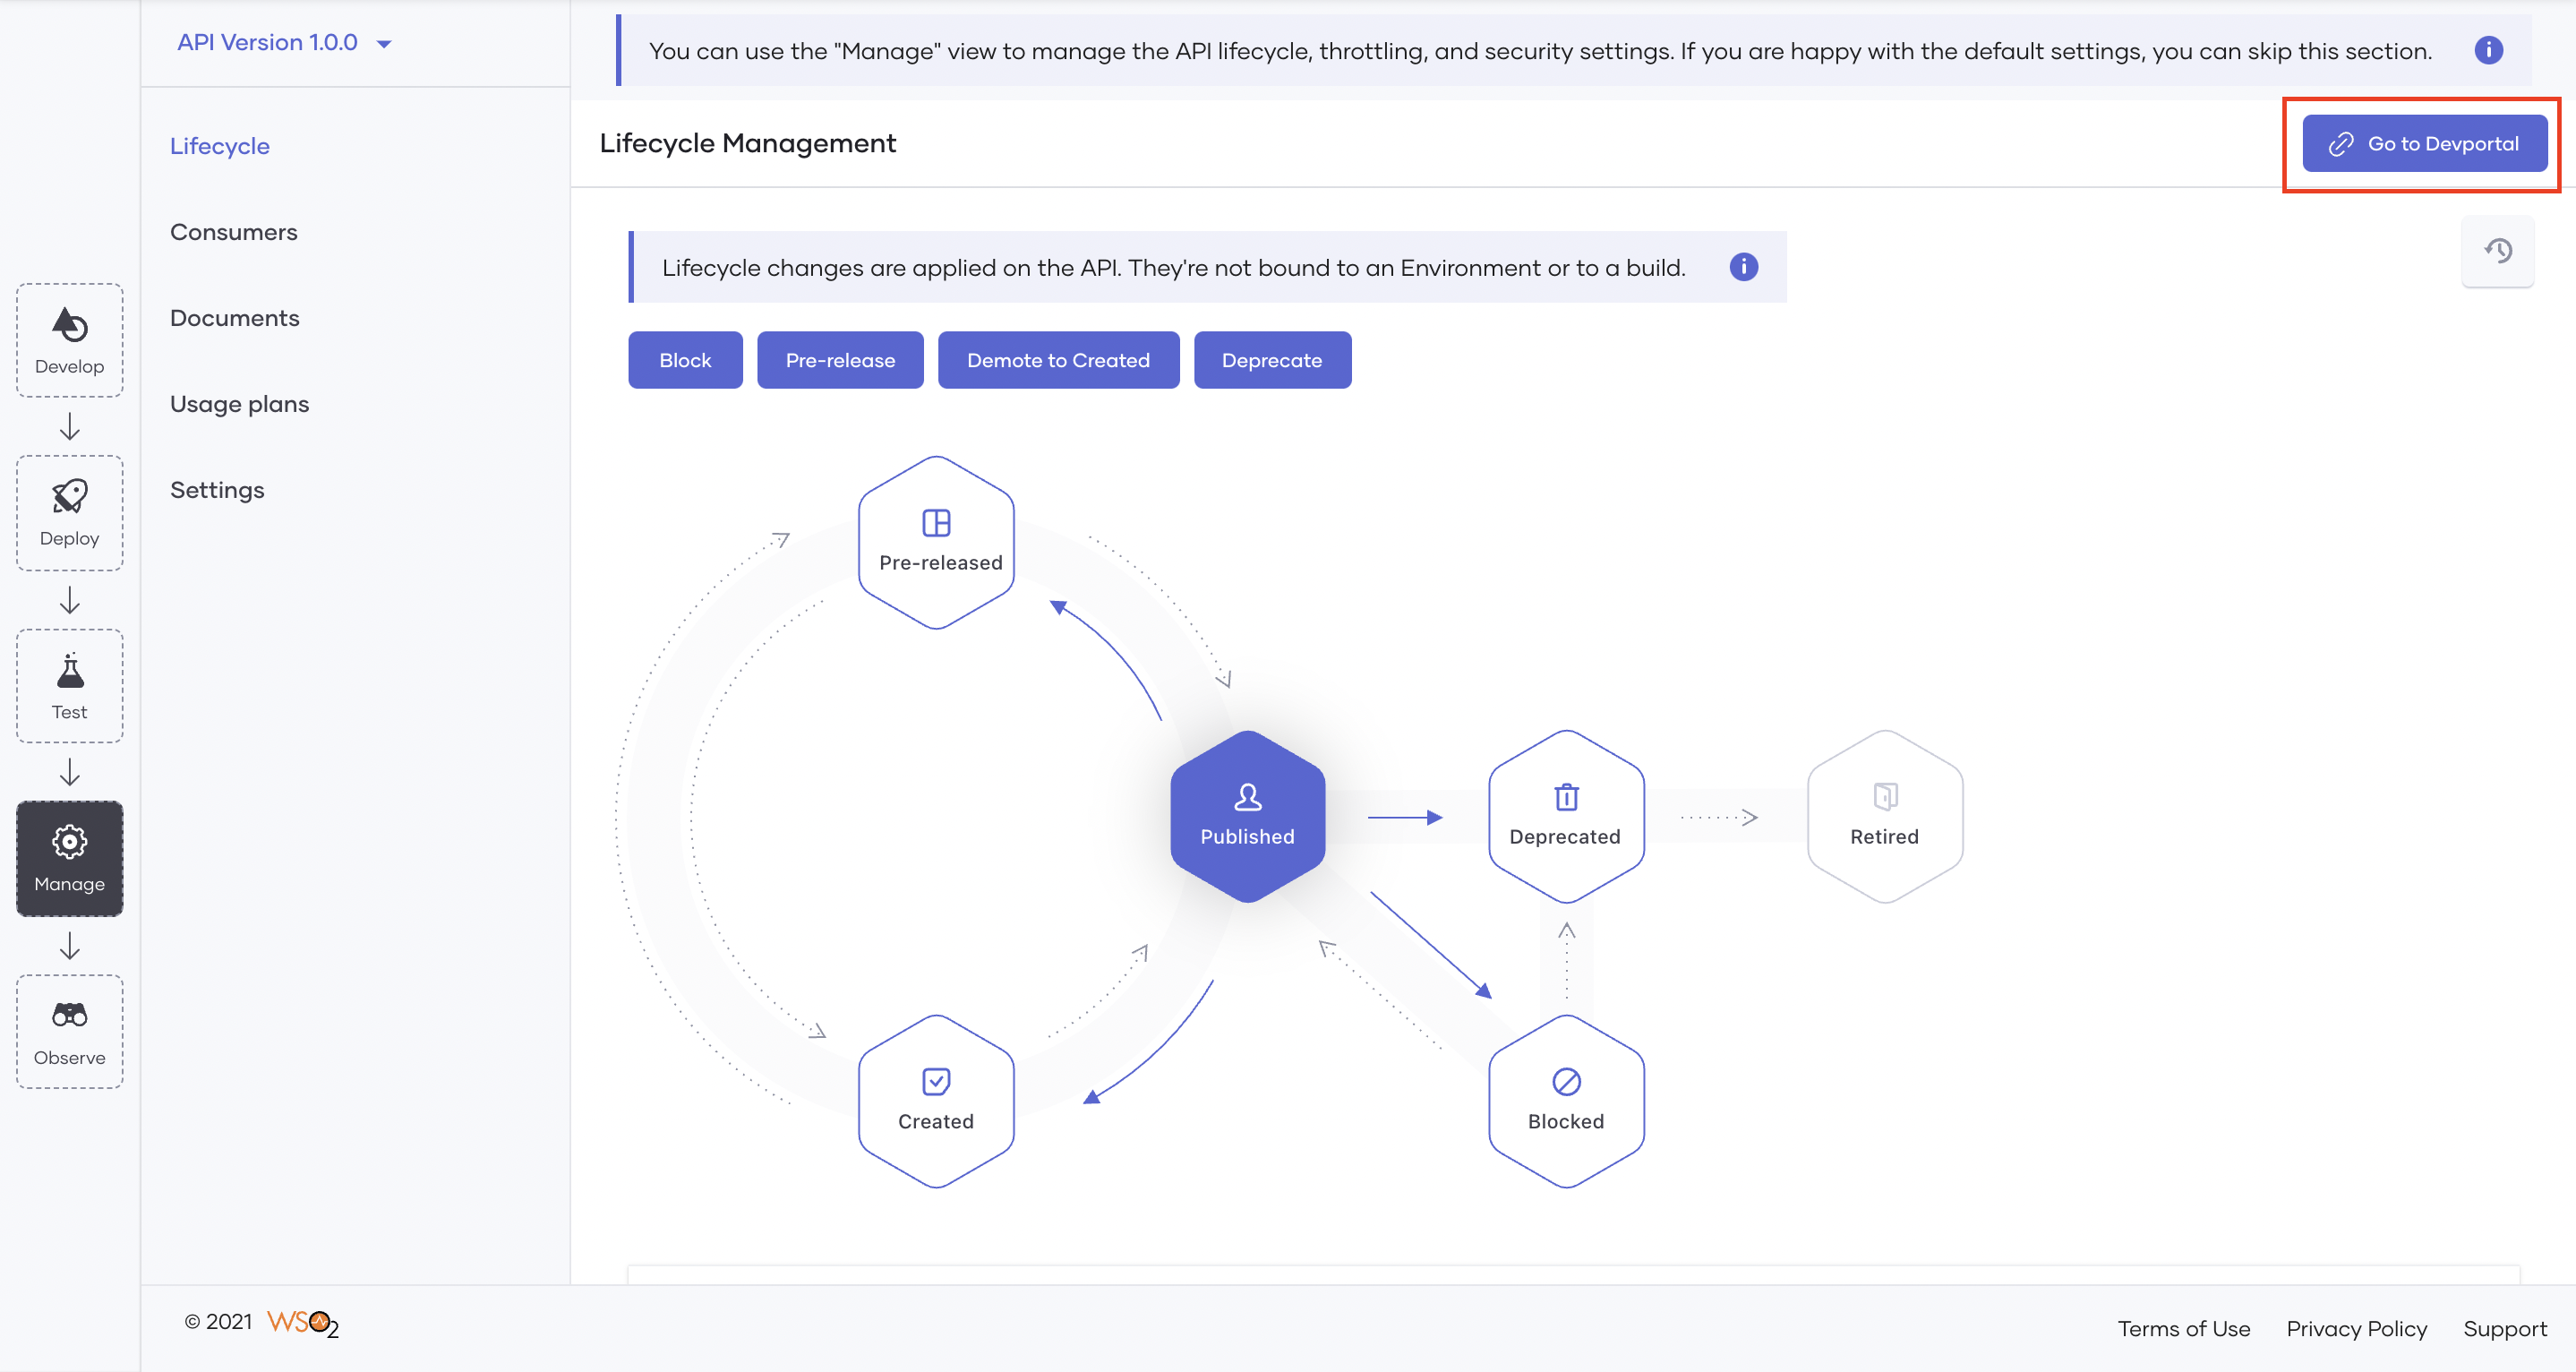 API Version 1.0.0
You can use the "Manage" view to manage the API lifecycle, throttling, and security settings. If you are happy with the default settings, you can skip this section.
Lifecycle
Consumers
Documents
Usage plans
Settings
Develop
Deploy
Test
Manage
Observe
Lifecycle Management
Go to Devportal
Lifecycle changes are applied on the API. They're not bound to an Environment or to a build.
Block
Pre-release
Demote to Created
Deprecate
Pre-released
Published
Deprecated
Retired
Created
Blocked
© 2021 WSO2
Terms of Use
Privacy Policy
Support